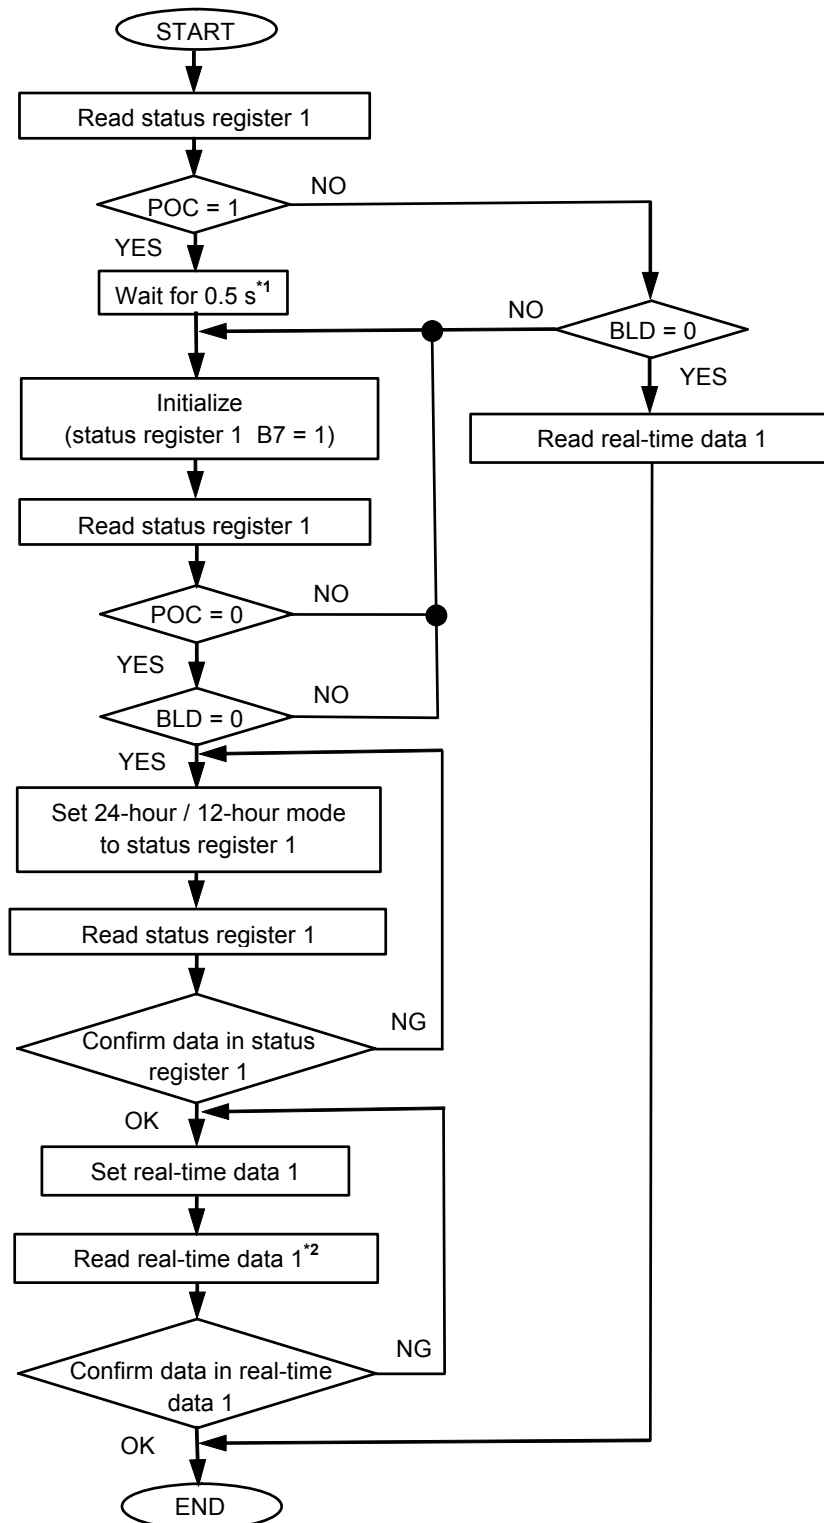 START
Read status register 1
POC = 1
NO
YES
Wait for 0.5 s*1
NO
BLD = 0
YES
Initialize
(status register 1 B7 = 1)
Read real-time data 1
Read status register 1
POC = 0
NO
YES
BLD = 0
NO
YES
Set 24-hour / 12-hour mode
to status register 1
Read status register 1
Confirm data in status
register 1
NG
OK
Set real-time data 1
Read real-time data 1*2
Confirm data in real-time
data 1
NG
OK
END